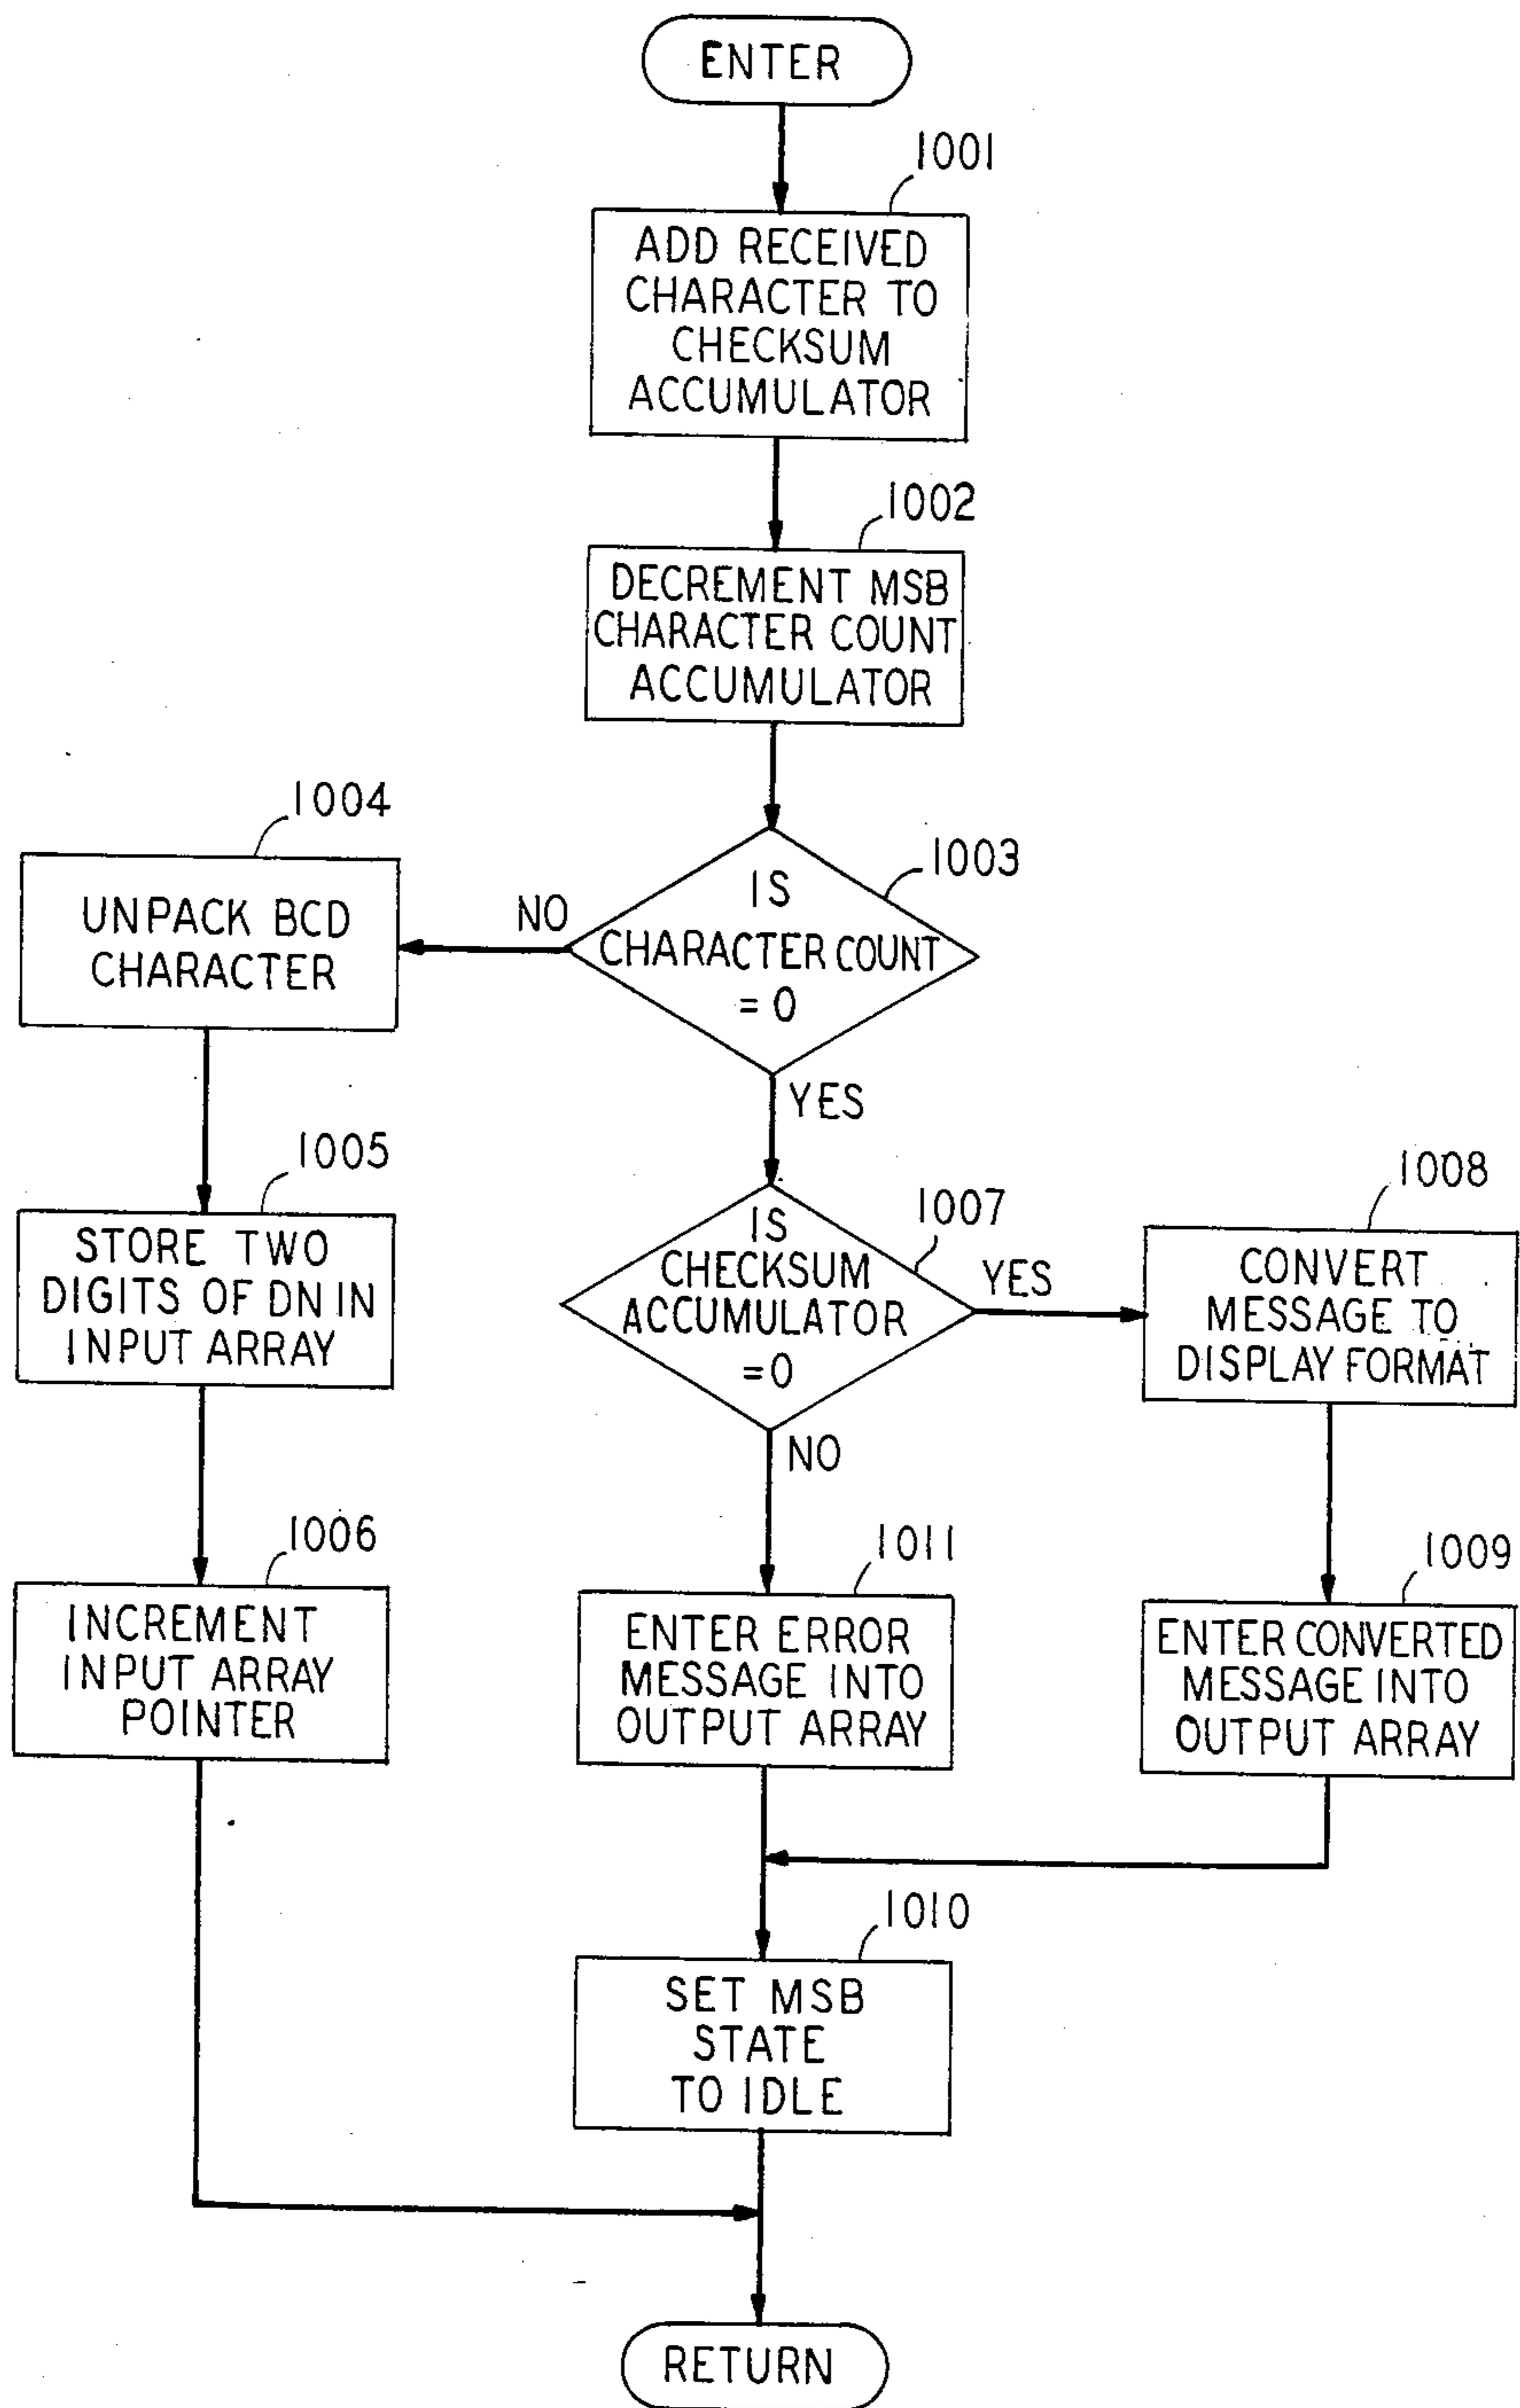 ENTER
1001
ADD RECEIVED
CHARACTER TO
CHECKSUM
ACCUMULATOR
1002
DECREMENT MSB
CHARACTER COUNT
ACCUMULATOR
1003
IS
CHARACTER COUNT
= 0
NO
YES
1004
UNPACK BCD
CHARACTER
1005
STORE TWO
DIGITS OF DN IN
INPUT ARRAY
1006
INCREMENT
INPUT ARRAY
POINTER
1007
IS
CHECKSUM
ACCUMULATOR
= 0
YES
NO
1008
CONVERT
MESSAGE TO
DISPLAY FORMAT
1009
ENTER CONVERTED
MESSAGE INTO
OUTPUT ARRAY
1011
ENTER ERROR
MESSAGE INTO
OUTPUT ARRAY
1010
SET MSB
STATE
TO IDLE
RETURN